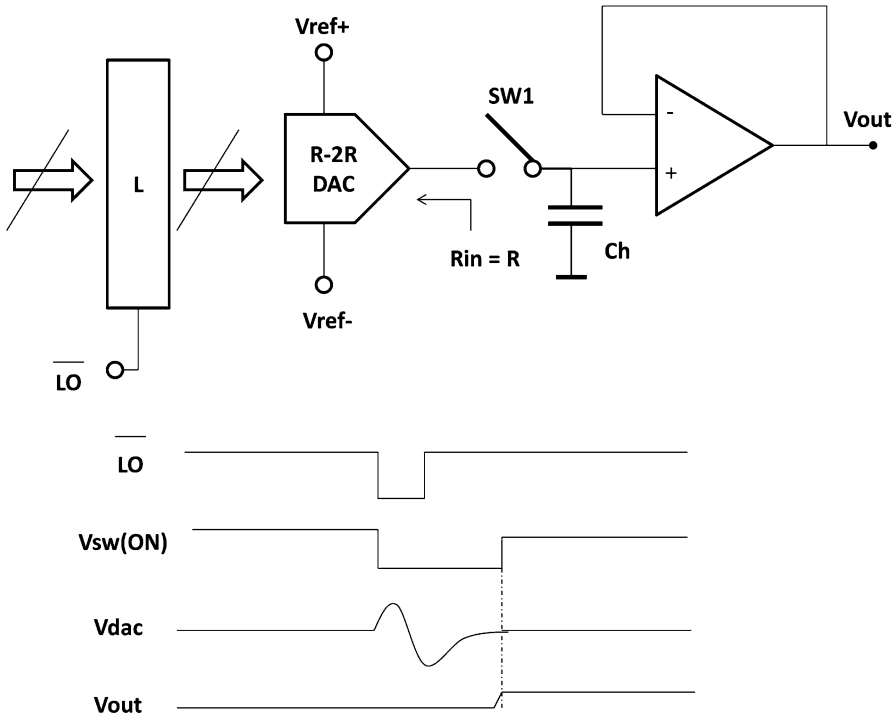 Vref+
SW1
Vout
L
R-2R
DAC
-
+
Rin = R
Ch
Vref-
LO
LO
Vsw(ON)
Vdac
Vout